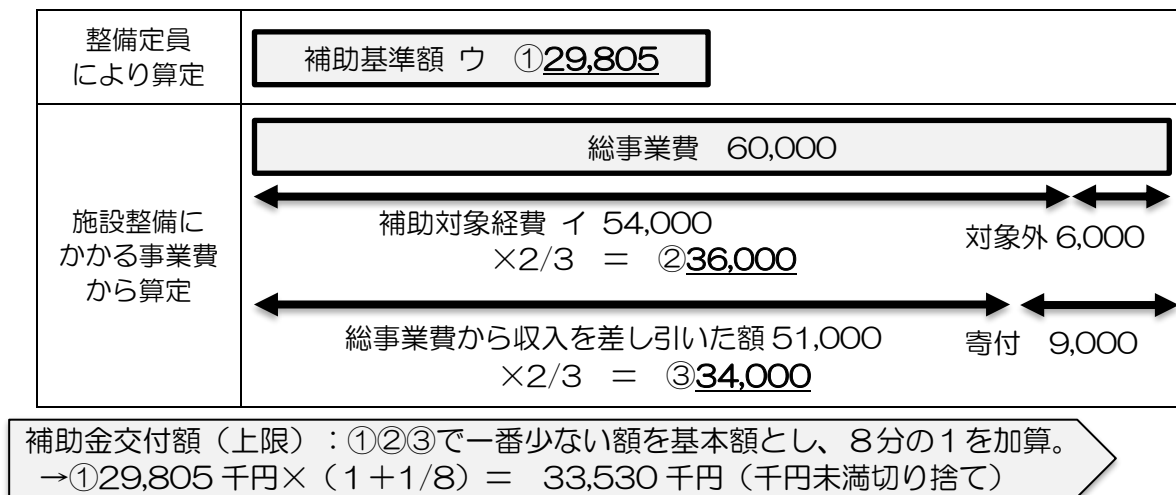 整備定員
により算定
補助基準額 ウ ①29,805
施設整備に
かかる事業費
から算定
総事業費 60,000
補助対象経費 イ 54,000
×2/3 = ②36,000
対象外 6,000
総事業費から収入を差し引いた額 51,000
×2/3 = ③34,000
寄付 9,000
補助金交付額(上限):①②③で一番少ない額を基本額とし、8分の1を加算。
→①29,805 千円×(1+1/8)= 33,530 千円(千円未満切り捨て)